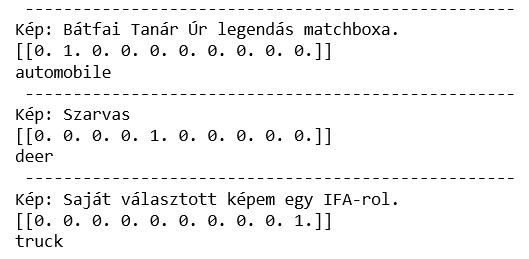 ----------------------------------------------------
Kép: Bátfai Tanár Úr legendás matchboxa.
[[0. 1. 0. 0. 0. 0. 0. 0. 0. 0.]]
automobile
----------------------------------------------------
Kép: Szarvas
[[0. 0. 0. 0. 1. 0. 0. 0. 0. 0.]]
deer
----------------------------------------------------
Kép: Saját választott képem egy IFA-rol.
[[0. 0. 0. 0. 0. 0. 0. 0. 0. 1.]]
truck